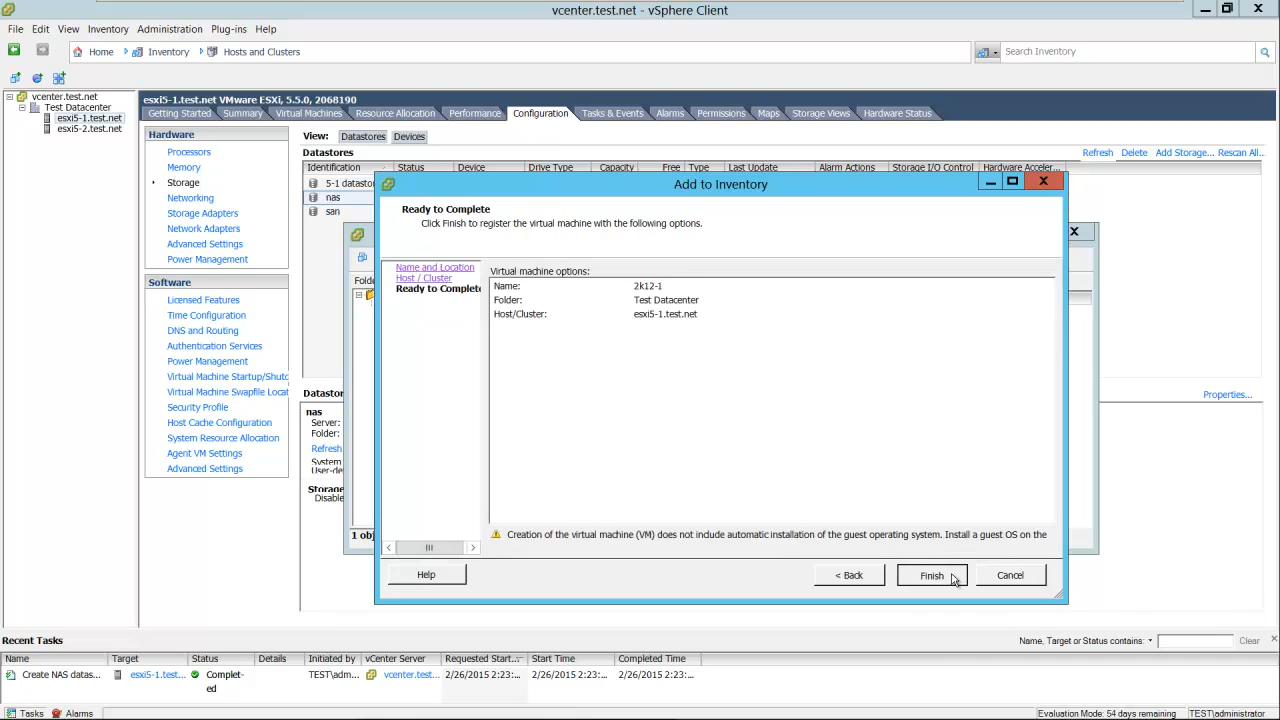 vcenter.test.net - vSphere Client
File Edit View Inventory Administration Plug-ins Help
Home Inventory Hosts and Clusters Search Inventory
vcenter.test.net
Test Datacenter
esxi5-1.test.net
esxi5-2.test.net
esxi5-1.test.net VMware ESXi, 5.5.0, 2068190
Getting Started Summary Virtual Machines Resource Allocation Performance Configuration Tasks & Events Alarms Permissions Maps Storage Views Hardware Status
Hardware
Processors
Memory
Storage
Networking
Storage Adapters
Network Adapters
Advanced Settings
Power Management
Software
Licensed Features
Time Configuration
DNS and Routing
Authentication Services
Power Management
Virtual Machine Startup/Shutd
Virtual Machine Swapfile Locat
Security Profile
Host Cache Configuration
System Resource Allocation
Agent VM Settings
Advanced Settings
View: Datastores Devices
Datastores
Refresh Delete Add Storage... Rescan All...
Identification Status Device Drive Type Capacity Free Type Last Update Alarm Actions Storage I/O Control Hardware Acceler...
5-1 datasto
nas
san
Folde
1 obj
Datastor
Properties...
nas
Server:
Folder:
Refresh
System
User-de
Storage
Disable
Add to Inventory
Ready to Complete
Click Finish to register the virtual machine with the following options.
Name and Location
Host / Cluster
Ready to Complete
Virtual machine options:
Name: 2k12-1
Folder: Test Datacenter
Host/Cluster: esxi5-1.test.net
Creation of the virtual machine (VM) does not include automatic installation of the guest operating system. Install a guest OS on the
Help < Back Finish Cancel
Recent Tasks
Name, Target or Status contains: Clear
Name Target Status Details Initiated by vCenter Server Requested Start... Start Time Completed Time
Create NAS datas... esxi5-1.test... Complet-
ed
TEST\adm... vcenter.test... 2/26/2015 2:23:... 2/26/2015 2:23:... 2/26/2015 2:23:...
Tasks Alarms Evaluation Mode: 54 days remaining TEST\administrator